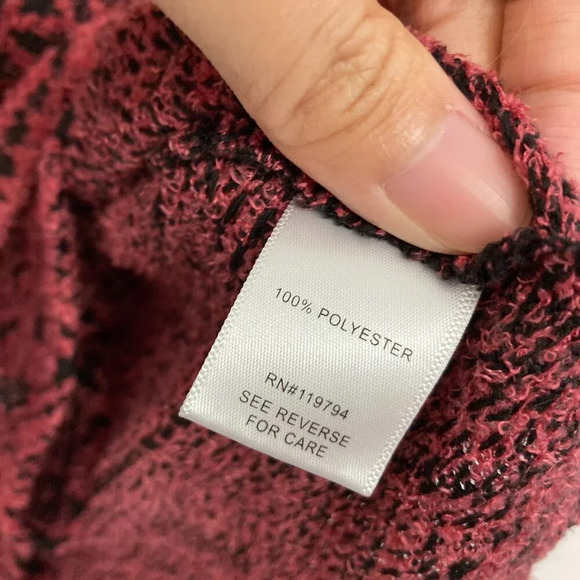 100% POLYESTER
RN#119794
SEE REVERSE
FOR CARE